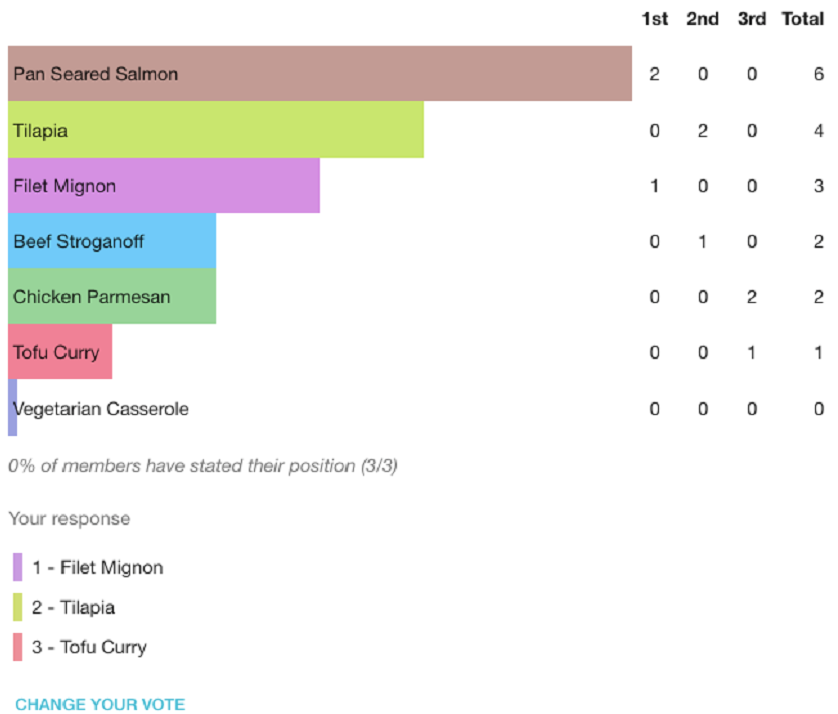 1st 2nd 3rd Total
Pan Seared Salmon 2 0 0 6
Tilapia 0 2 0 4
Filet Mignon 1 0 0 3
Beef Stroganoff 0 1 0 2
Chicken Parmesan 0 0 2 2
Tofu Curry 0 0 1 1
Vegetarian Casserole 0 0 0 0
0% of members have stated their position (3/3)
Your response
1 - Filet Mignon
2 - Tilapia
3 - Tofu Curry
CHANGE YOUR VOTE